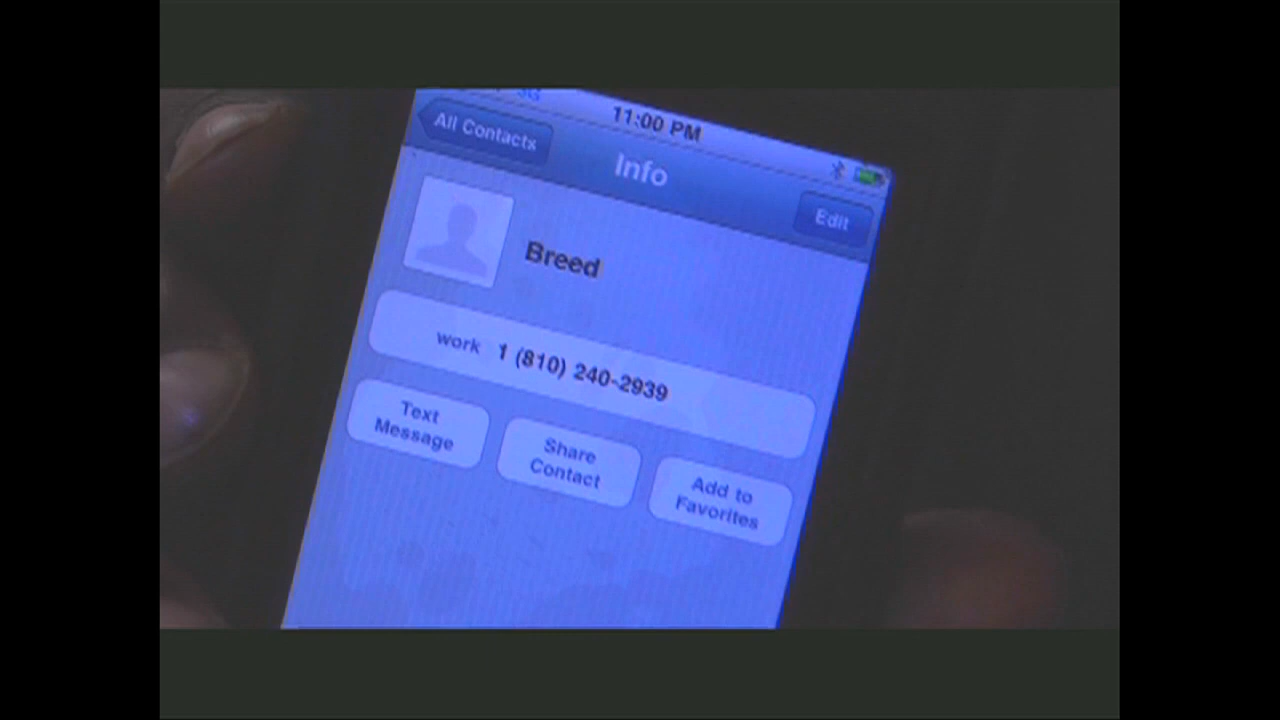 3G
11:00 PM
All Contacts
Info
Edit
Breed
work 1 (810) 240-2939
Text
Message
Share
Contact
Add to
Favorites